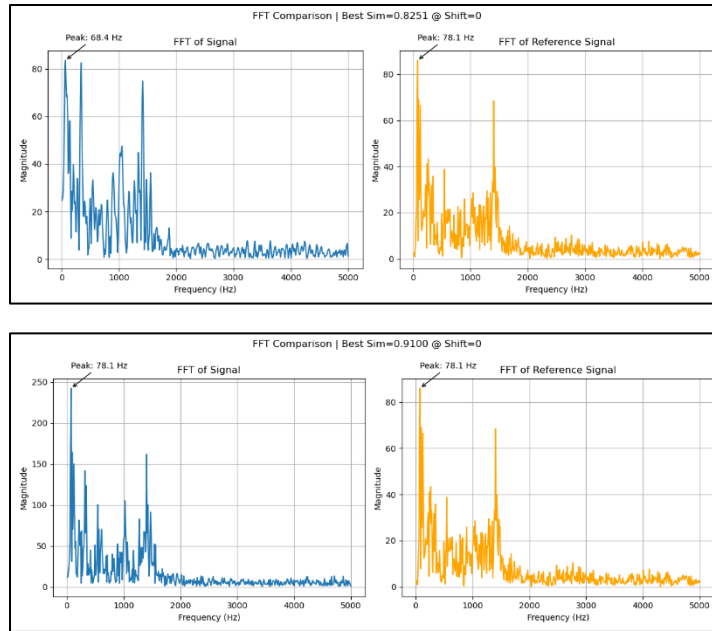 FFT Comparison | Best Sim=0.8251 @ Shift=0
Peak: 68.4 Hz
FFT of Signal
Peak: 78.1 Hz
FFT of Reference Signal
80
60
40
20
0
Magnitude
0 1000 2000 3000 4000 5000
Frequency (Hz)
80
60
40
20
0
Magnitude
0 1000 2000 3000 4000 5000
Frequency (Hz)
FFT Comparison | Best Sim=0.9100 @ Shift=0
Peak: 78.1 Hz
FFT of Signal
Peak: 78.1 Hz
FFT of Reference Signal
250
200
150
100
50
0
Magnitude
0 1000 2000 3000 4000 5000
Frequency (Hz)
80
60
40
20
0
Magnitude
0 1000 2000 3000 4000 5000
Frequency (Hz)